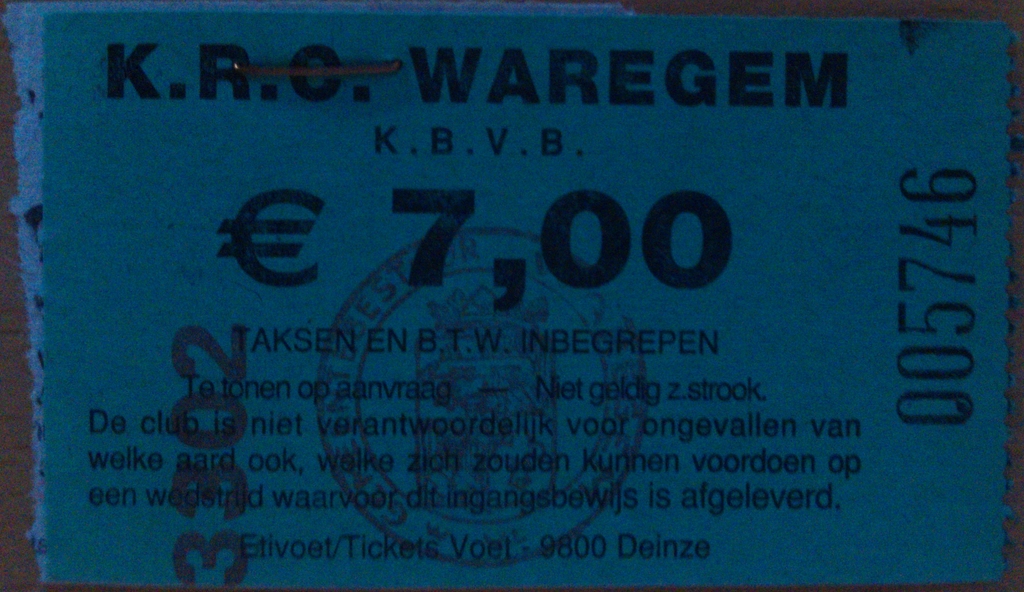 K.R.C. WAREGEM
K.B.V.B.
€ 7,00
TAKSEN EN B.T.W. INBEGREPEN
Te tonen op aanvraag — Niet geldig z.strook.
De club is niet verantwoordelijk voor ongevallen van
welke aard ook, welke zich zouden kunnen voordoen op
een wedstrijd waarvoor dit ingangsbewijs is afgeleverd.
Etivoet/Tickets Voet - 9800 Deinze
005746